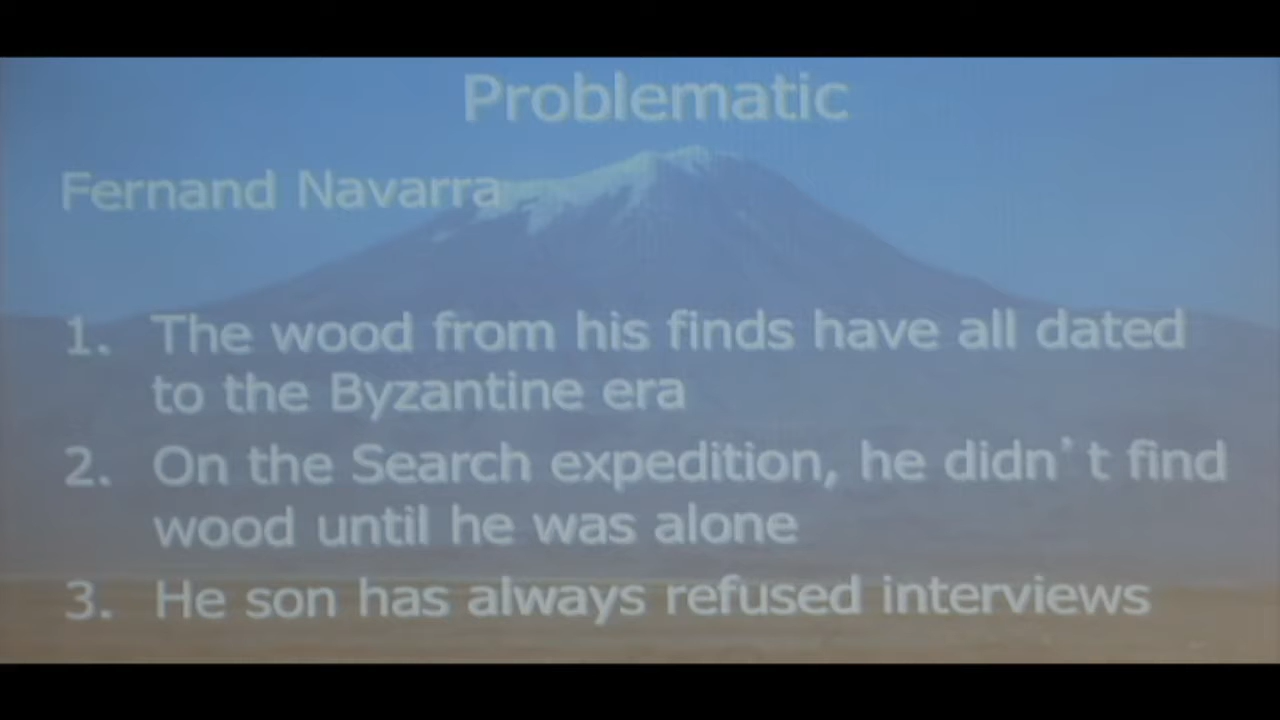 Problematic
Fernand Navarra
1. The wood from his finds have all dated
to the Byzantine era
2. On the Search expedition, he didn't find
wood until he was alone
3. He son has always refused interviews